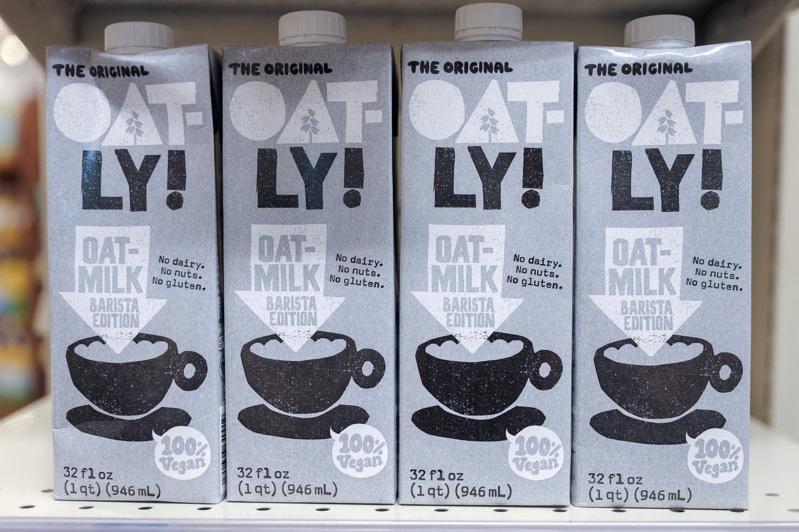 THE ORIGINAL
OAT-
LY!
OAT-
MILK
BARISTA
EDITION
No dairy.
No nuts.
No gluten.
100%
Vegan
32 fl oz
(1 qt) (946 mL)
THE ORIGINAL
OAT-
LY!
OAT-
MILK
BARISTA
EDITION
No dairy.
No nuts.
No gluten.
100%
Vegan
32 fl oz
(1 qt) (946 mL)
THE ORIGINAL
OAT-
LY!
OAT-
MILK
BARISTA
EDITION
No dairy.
No nuts.
No gluten.
100%
Vegan
32 fl oz
(1 qt) (946 mL)
THE ORIGINAL
OAT-
LY!
OAT-
MILK
BARISTA
EDITION
No dairy.
No nuts.
No gluten.
100%
Vegan
32 fl oz
(1 qt) (946 mL)